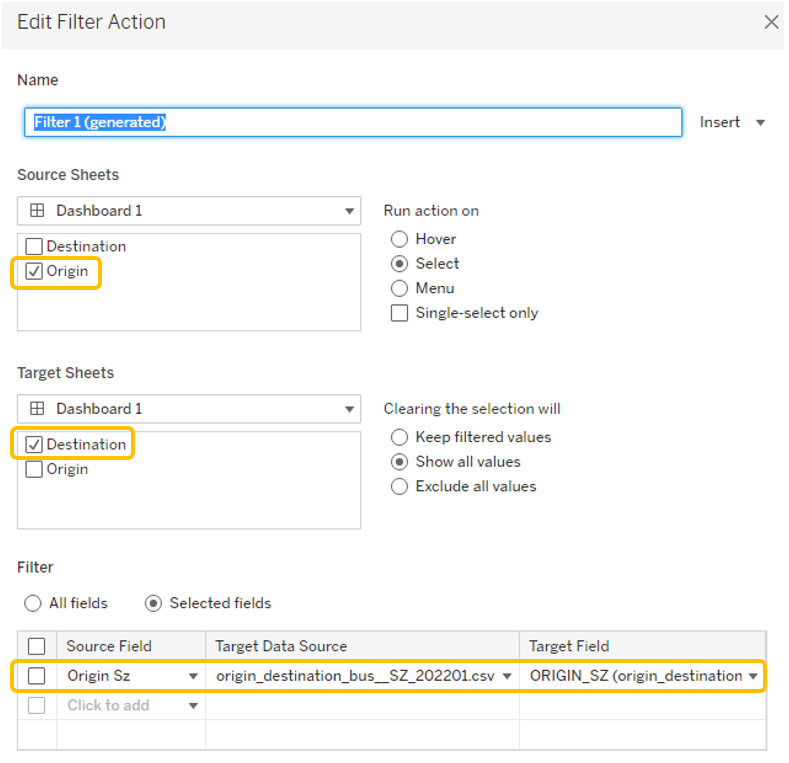 Edit Filter Action
Name
Filter 1 (generated)
Insert
Source Sheets
Dashboard 1
Destination
Origin
Run action on
Hover
Select
Menu
Single-select only
Target Sheets
Dashboard 1
Destination
Origin
Clearing the selection will
Keep filtered values
Show all values
Exclude all values
Filter
All fields Selected fields
Source Field Target Data Source Target Field
Origin Sz origin_destination_bus__SZ_202201.csv ORIGIN_SZ (origin_destination
Click to add